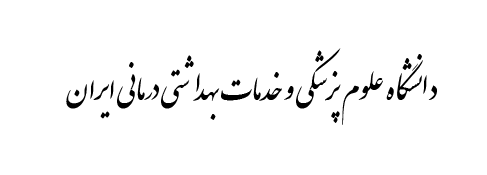 دانشگاه علوم پزشکی و خدمات بهداشتی درمانی ایران